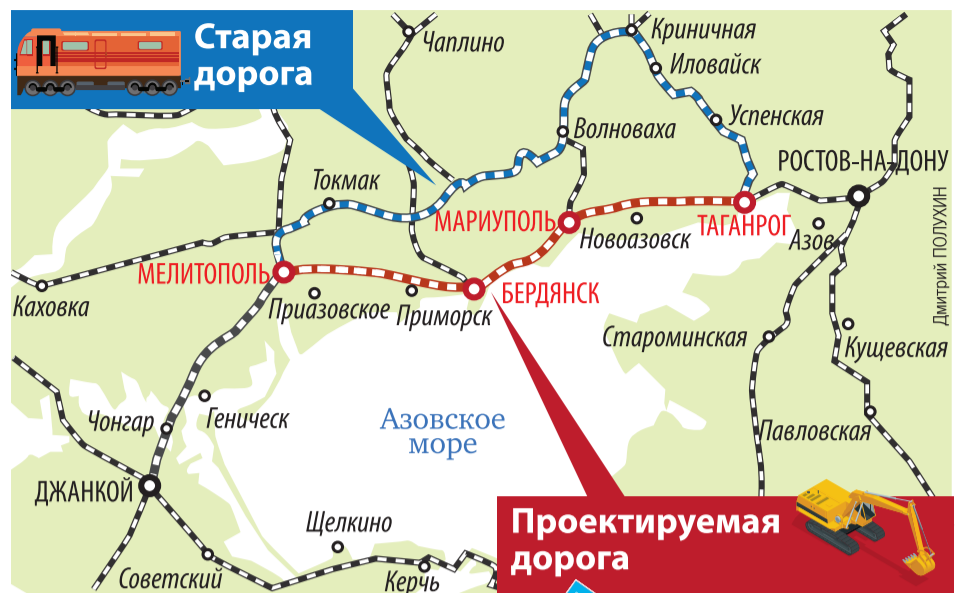 Старая
дорога
Чаплино
Криничная
Иловайск
Успенская
Волноваха
РОСТОВ-НА-ДОНУ
Токмак
МАРИУПОЛЬ
Новоазовск
ТАГАНРОГ
Азов
МЕЛИТОПОЛЬ
Каховка
Приазовское
Приморск
БЕРДЯНСК
Староминская
Кущевская
Дмитрий ПОЛУХИН
Чонгар
Геническ
Азовское
море
Павловская
ДЖАНКОЙ
Щелкино
Советский
Керчь
Проектируемая
дорога